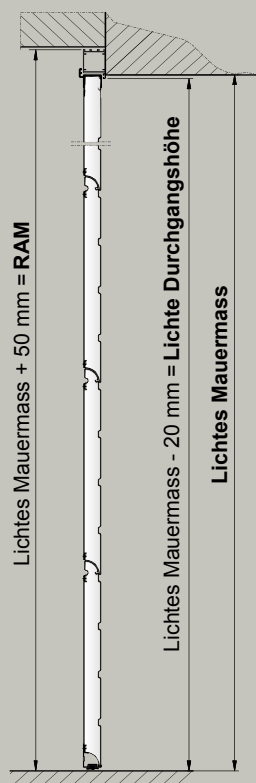 Lichtes Mauermass + 50 mm = RAM
Lichtes Mauermass - 20 mm = Lichte Durchgangshöhe
Lichtes Mauermass